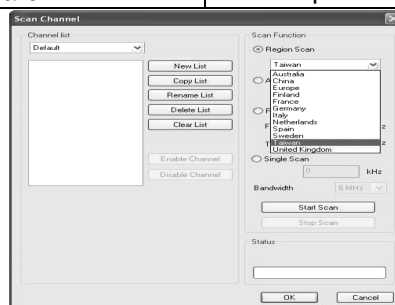 Scan Channel
Channel list
Default
New List
Copy List
Rename List
Delete List
Clear List
Enable Channel
Disable Channel
Scan Function
Region Scan
Taiwan
Australia
China
Europe
Finland
France
Germany
Italy
Netherlands
Spain
Sweden
Taiwan
United Kingdom
A
F
F
z
T
z
Single Scan
0
kHz
Bandwidth
6 MHz
Start Scan
Stop Scan
Status
OK
Cancel